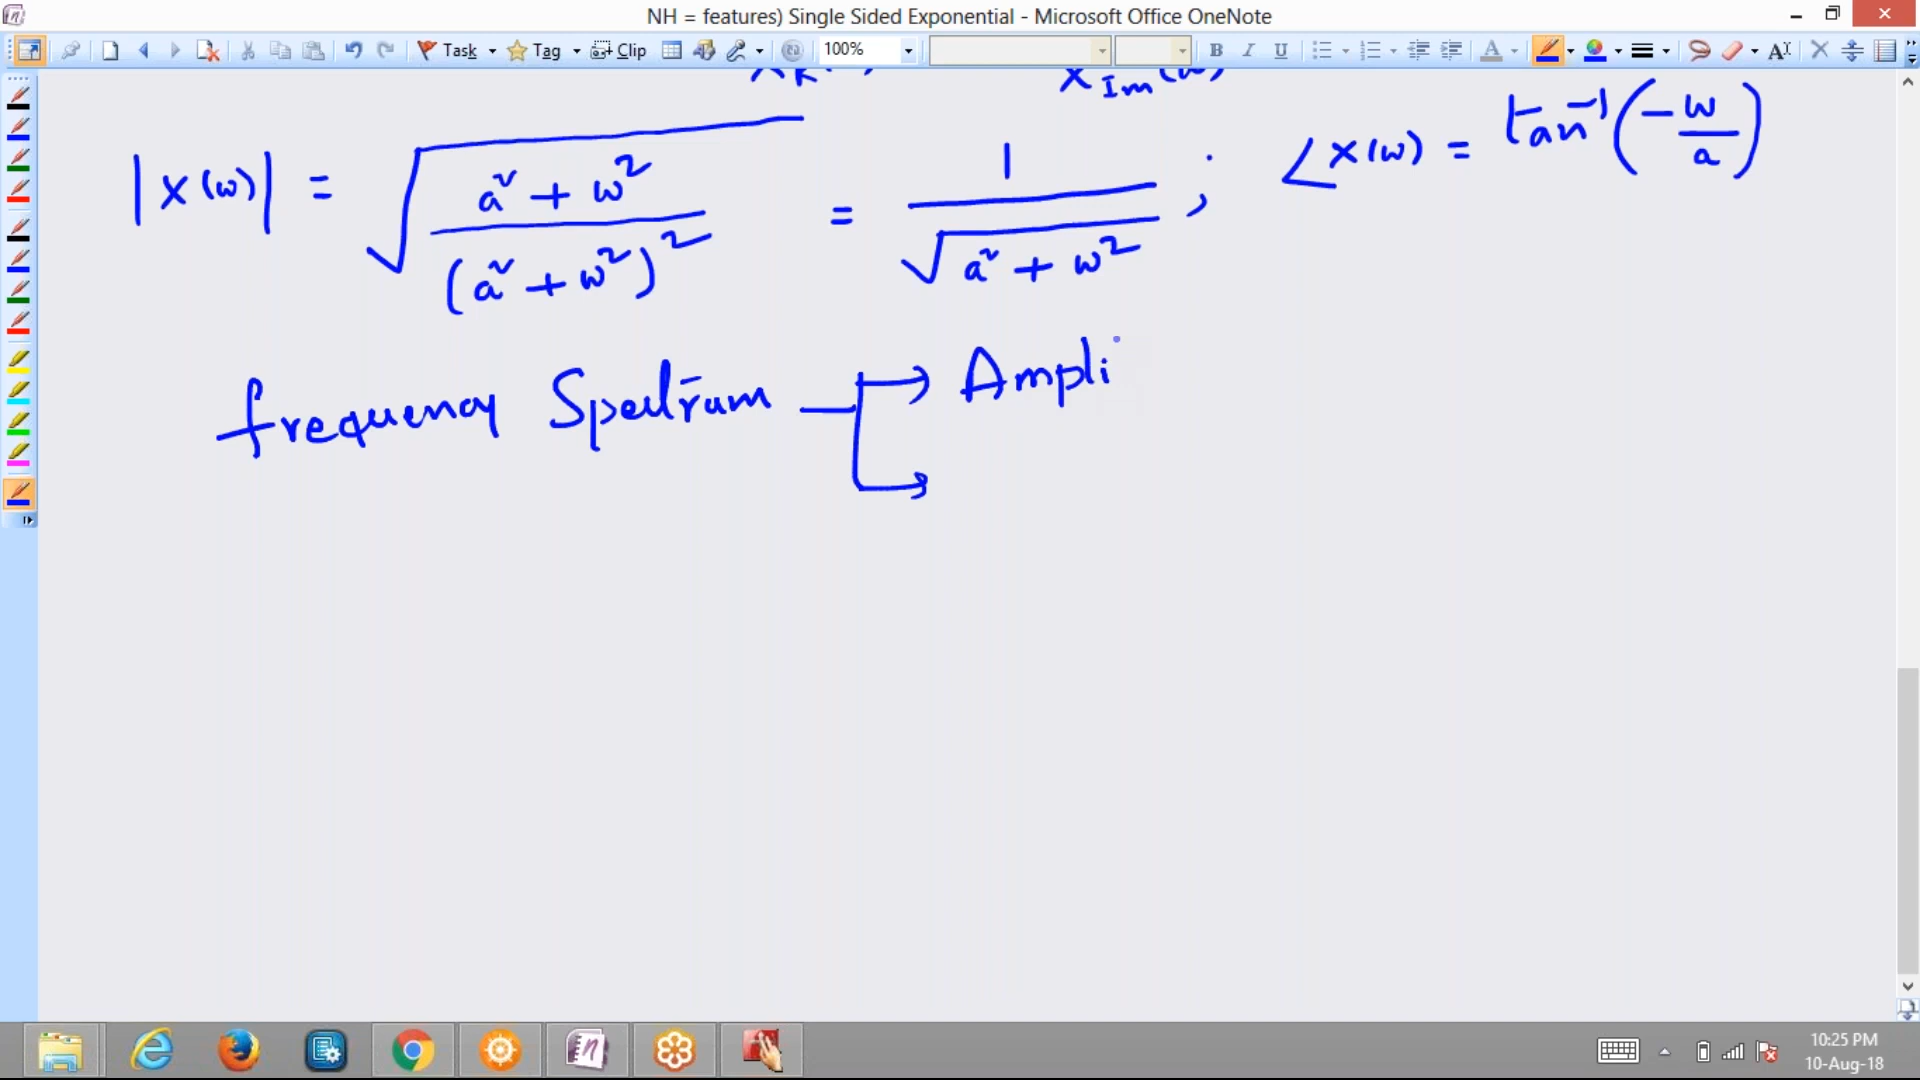 NH = features) Single Sided Exponential - Microsoft Office OneNote
Task Tag Clip 100% B I U A A
X_Im(ω)
|X(ω)| = √((a² + ω²)/(a² + ω²)²) = 1/√(a² + ω²) ; ∠X(ω) = tan⁻¹(-ω/a)
frequency Spectrum → Ampli
10:25 PM
10-Aug-18